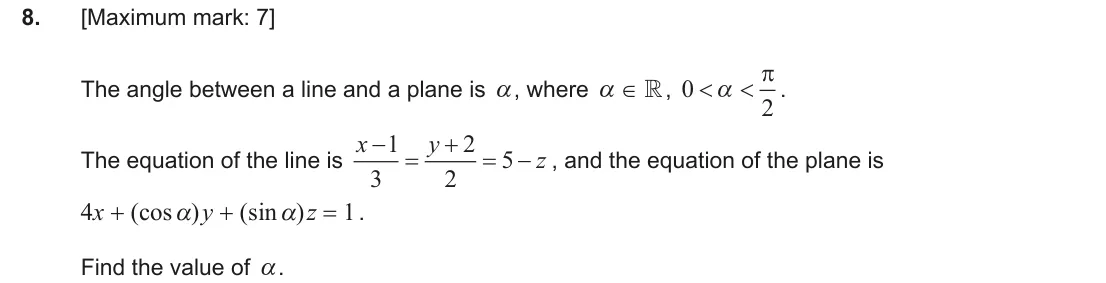 8. [Maximum mark: 7]
The angle between a line and a plane is α, where α ∈ ℝ, 0 < α < π/2.
The equation of the line is (x−1)/3 = (y+2)/2 = 5−z, and the equation of the plane is
4x + (cos α)y + (sin α)z = 1.
Find the value of α.